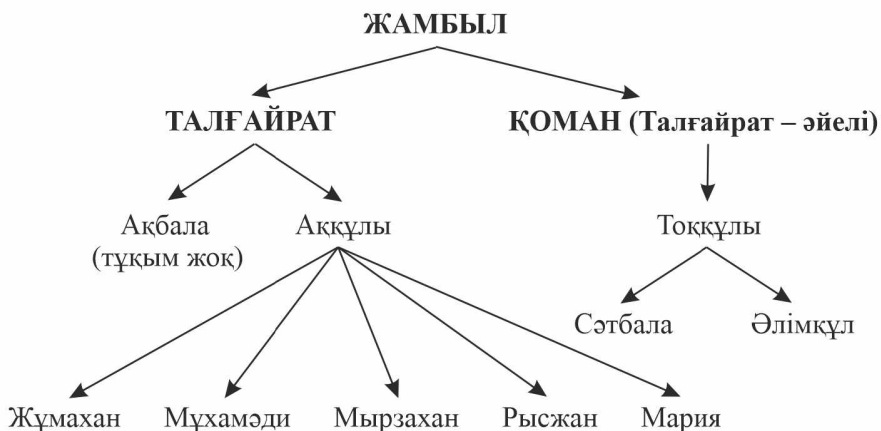 ЖАМБЫЛ
ТАЛҒАЙРАТ
ҚОМАН (Талғайрат – әйелі)
Ақбала
(тұқым жоқ)
Аққұлы
Тоққұлы
Сәтбала
Әлімқұл
Жұмахан
Мұхамәди
Мырзахан
Рысжан
Мария